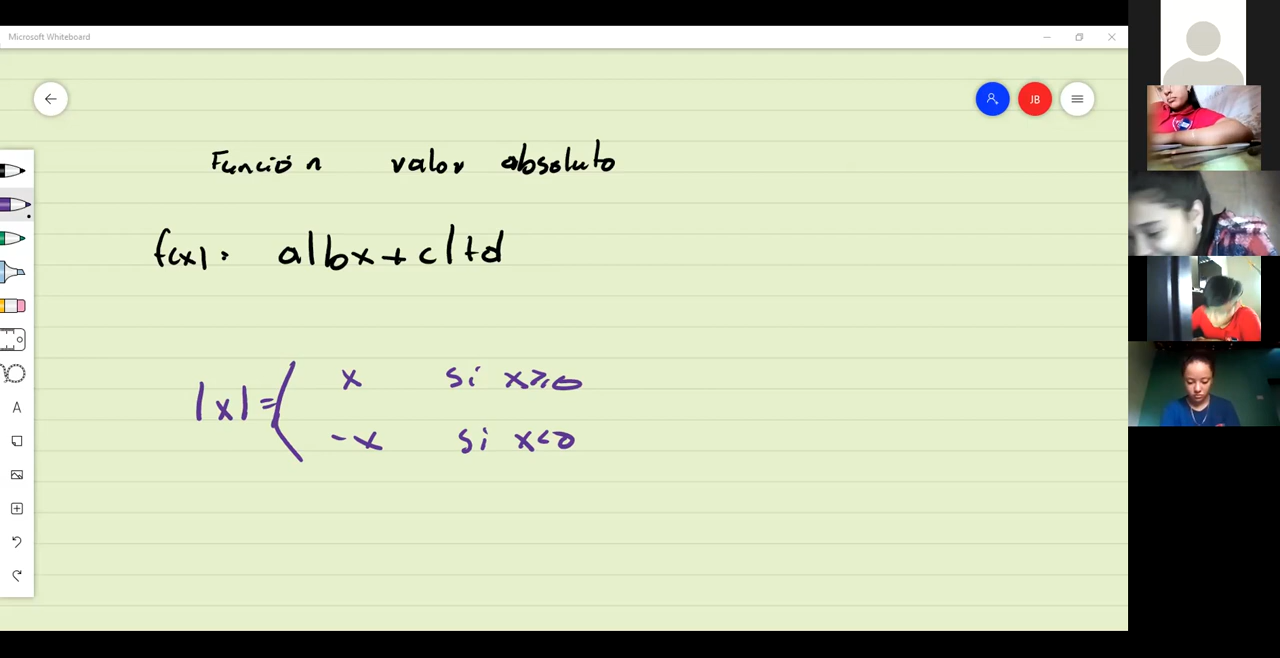 Microsoft Whiteboard
JB
Función valor absoluto
f(x) = a|bx+c|+d
|x| = { x si x≥0
-x si x<0
A